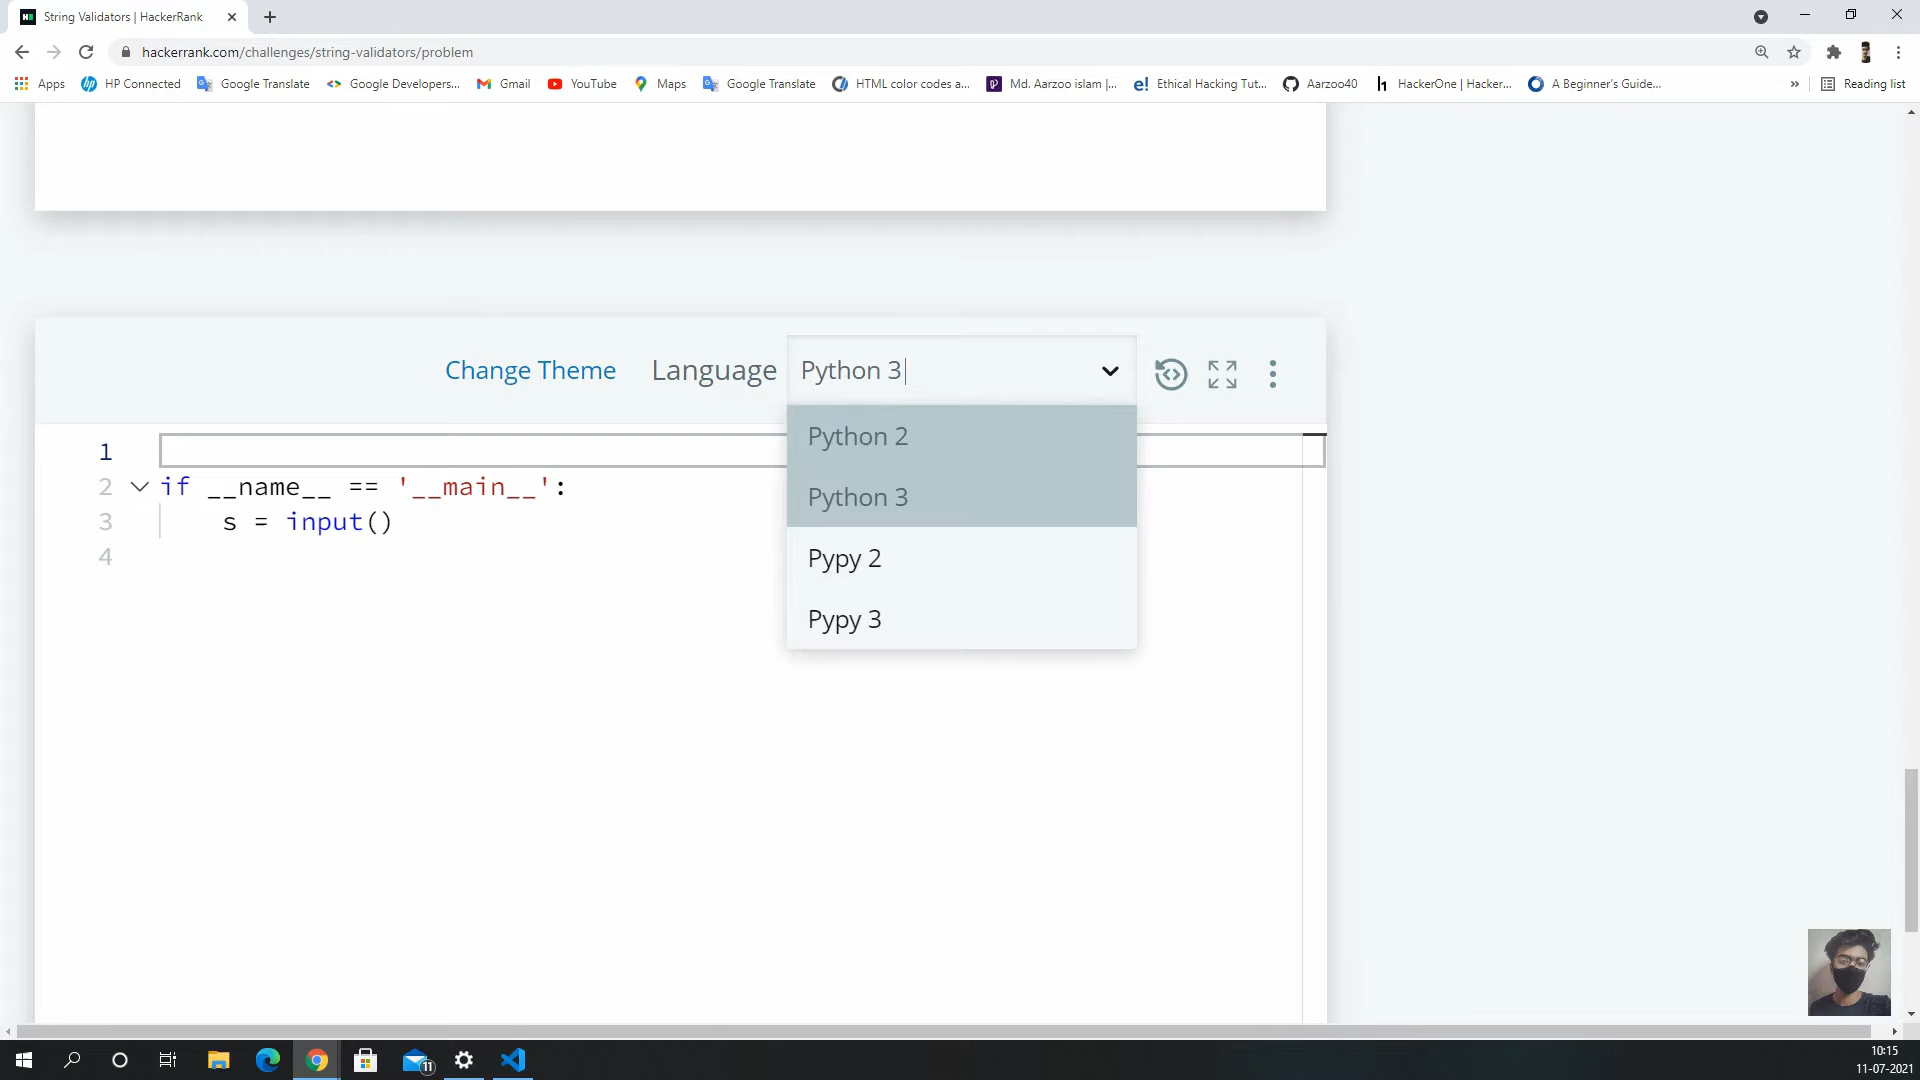 String Validators | HackerRank
hackerrank.com/challenges/string-validators/problem
Apps HP Connected Google Translate Google Developers... Gmail YouTube Maps Google Translate HTML color codes a... Md. Aarzoo islam |... Ethical Hacking Tut... Aarzoo40 HackerOne | Hacker... A Beginner's Guide... » Reading list
Change Theme Language Python 3
Python 2
Python 3
Pypy 2
Pypy 3
1
2 if __name__ == '__main__':
3 s = input()
4
11
10:15
11-07-2021